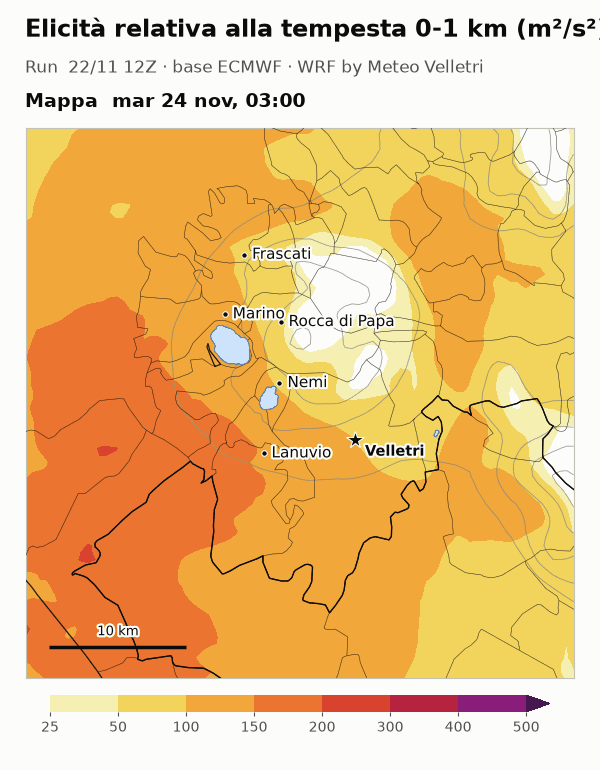 Elicità relativa alla tempesta 0-1 km (m²/s²)
Run 22/11 12Z · base ECMWF · WRF by Meteo Velletri
Mappa mar 24 nov, 03:00
Frascati
Marino
Rocca di Papa
Nemi
Velletri
Lanuvio
10 km
25 50 100 150 200 300 400 500